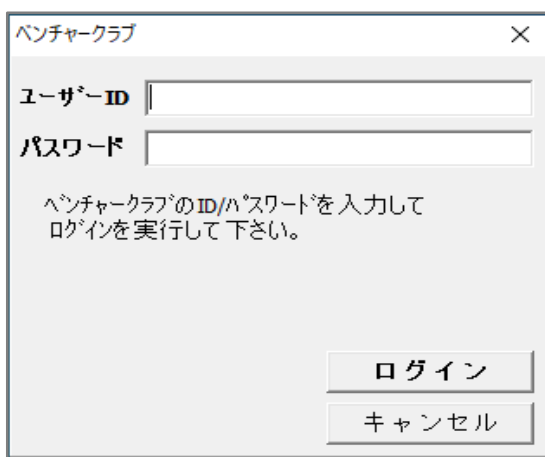 ベンチャークラブ
ユーザーID
パスワード
ﾍﾞﾝﾁｬｰｸﾗﾌﾞのID/ﾊﾟｽﾜｰﾄﾞを入力して
ﾛｸﾞｲﾝを実行して下さい。
ログイン
キャンセル